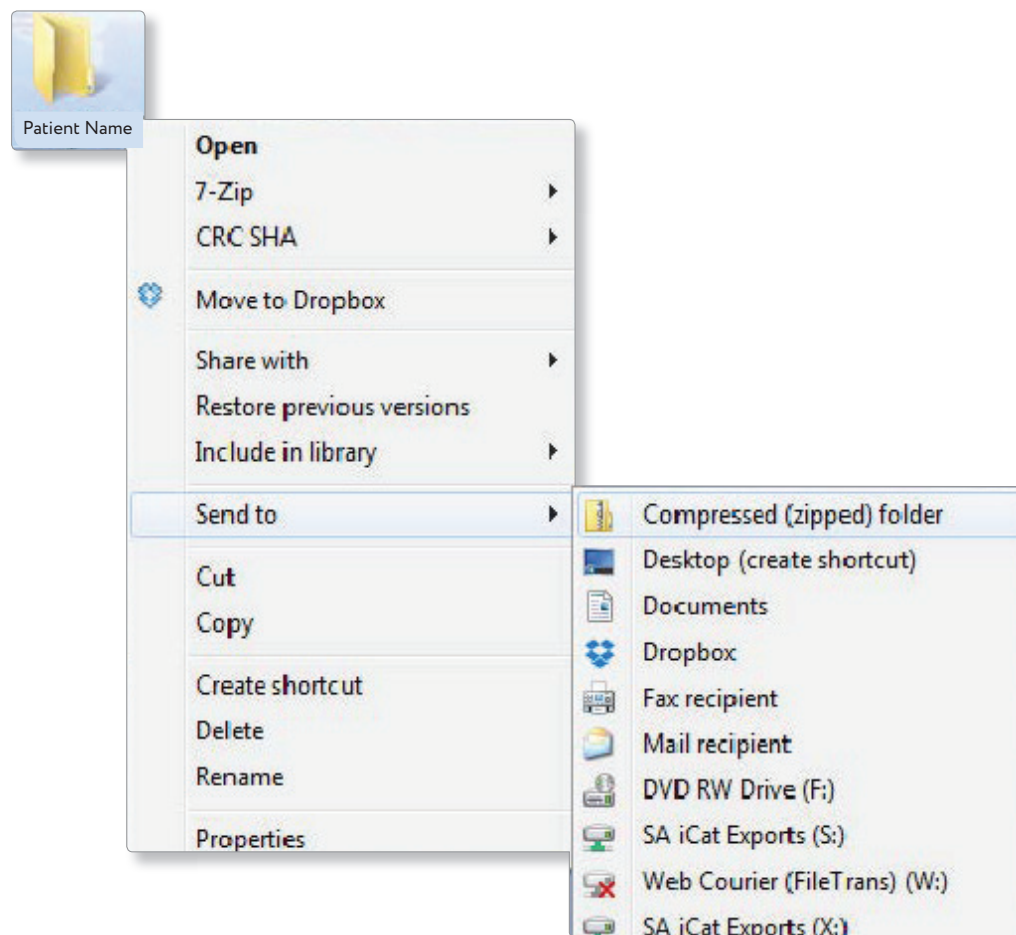 Patient Name
Open
7-Zip
CRC SHA
Move to Dropbox
Share with
Restore previous versions
Include in library
Send to
Cut
Copy
Create shortcut
Delete
Rename
Properties
Compressed (zipped) folder
Desktop (create shortcut)
Documents
Dropbox
Fax recipient
Mail recipient
DVD RW Drive (F:)
SA iCat Exports (S:)
Web Courier (FileTrans) (W:)
SA iCat Exports (X:)